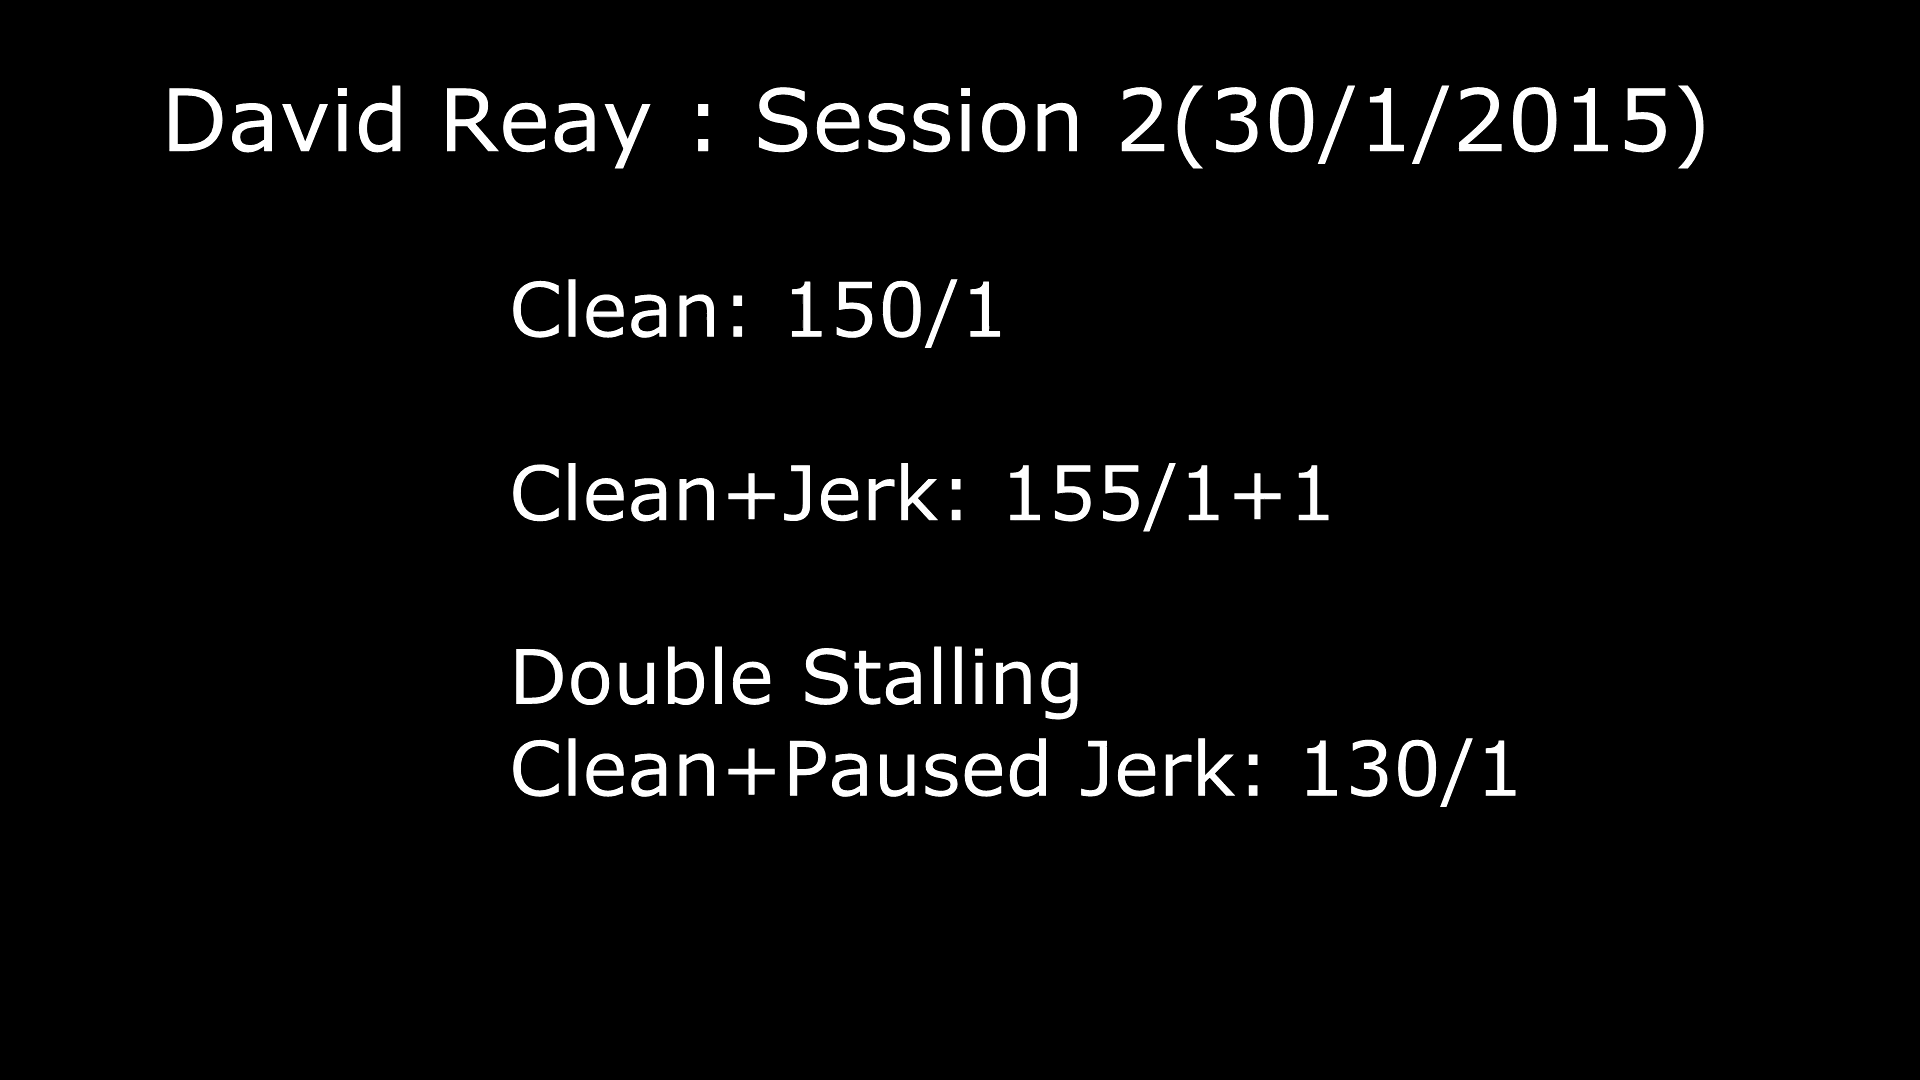 David Reay : Session 2(30/1/2015)
Clean: 150/1
Clean+Jerk: 155/1+1
Double Stalling
Clean+Paused Jerk: 130/1